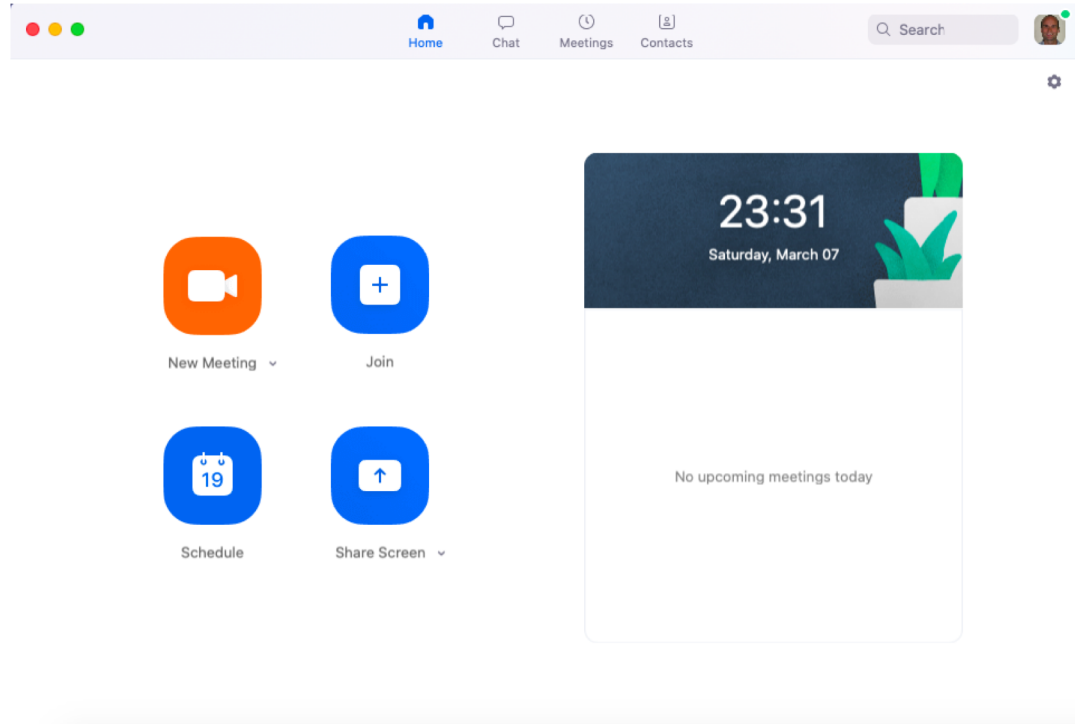 Home
Chat
Meetings
Contacts
Search
23:31
Saturday, March 07
New Meeting
Join
19
Schedule
Share Screen
No upcoming meetings today